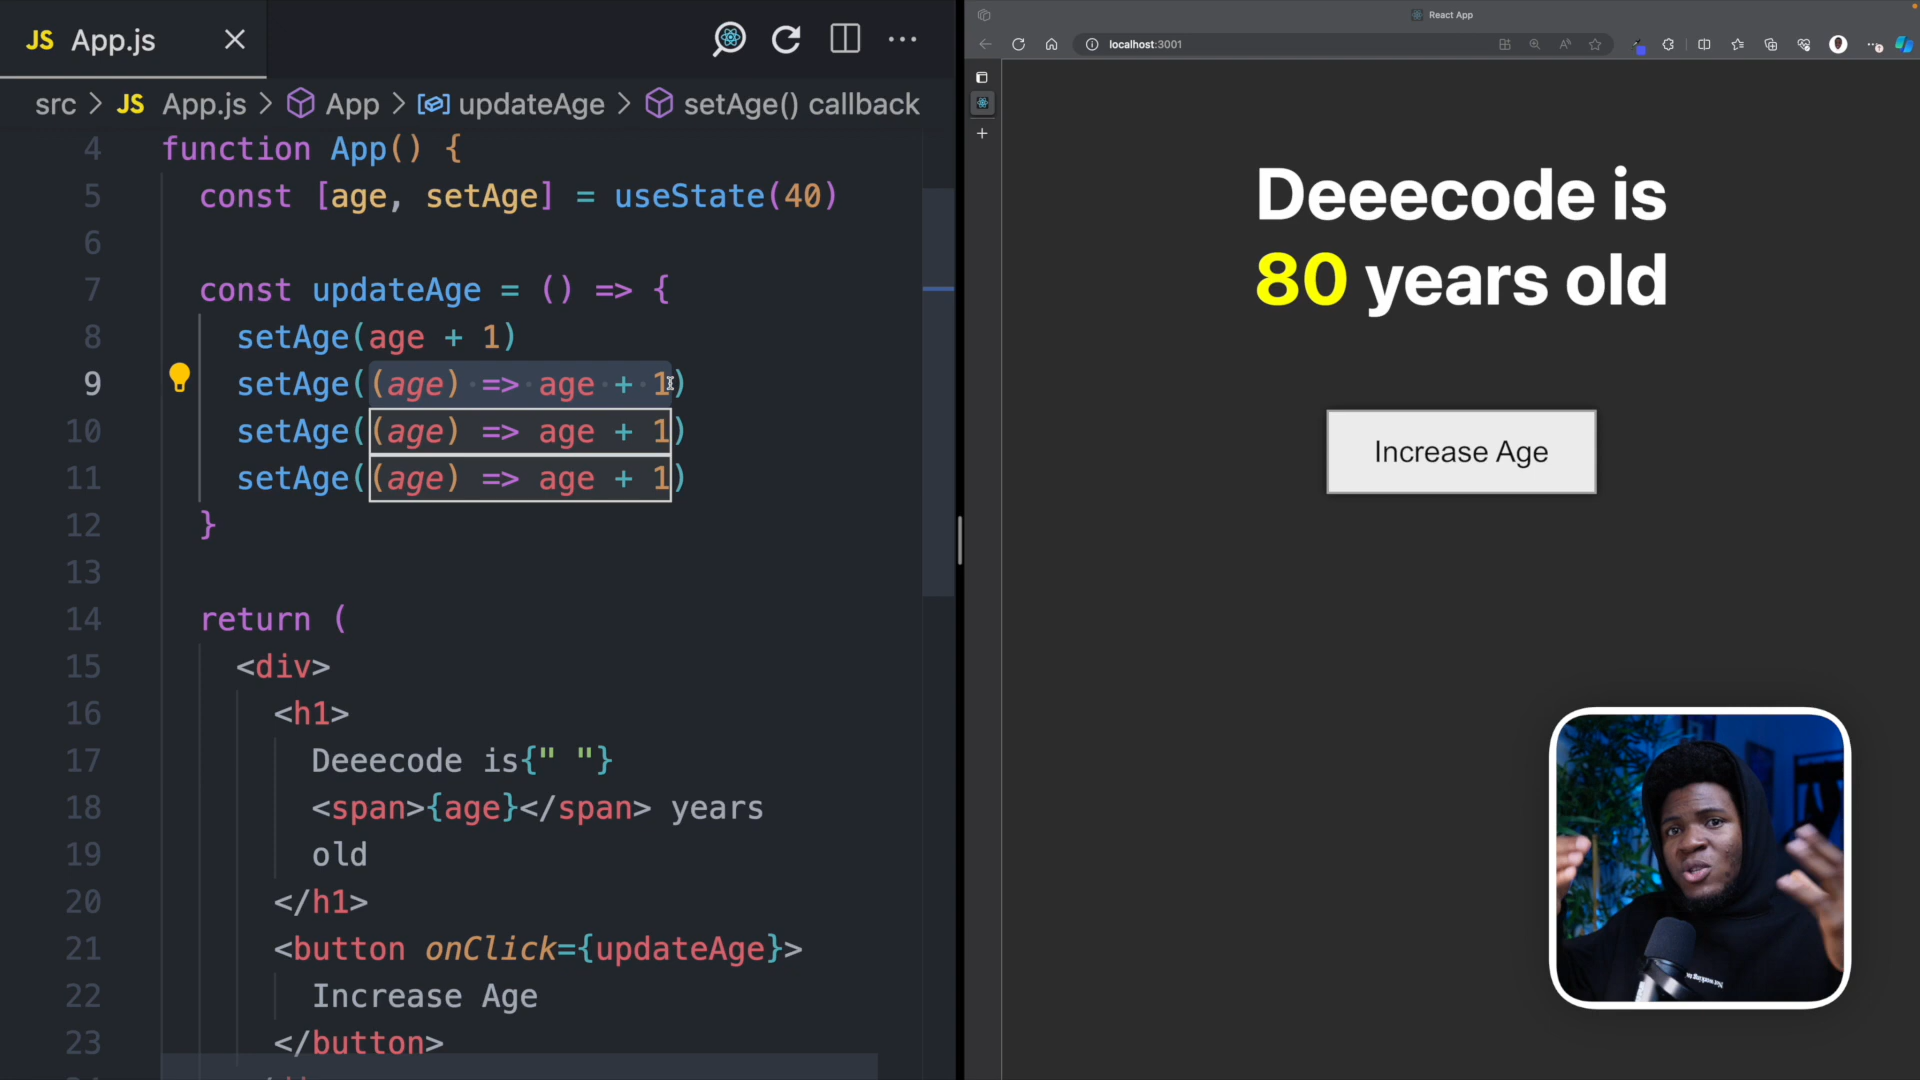 JS App.js
src > JS App.js > App > updateAge > setAge() callback
4 function App() {
5 const [age, setAge] = useState(40)
6
7 const updateAge = () => {
8 setAge(age + 1)
9 setAge((age) => age + 1)
10 setAge((age) => age + 1)
11 setAge((age) => age + 1)
12 }
13
14 return (
15 <div>
16 <h1>
17 Deeecode is{" "}
18 <span>{age}</span> years
19 old
20 </h1>
21 <button onClick={updateAge}>
22 Increase Age
23 </button>
React App
localhost:3001
Deeecode is
80 years old
Increase Age